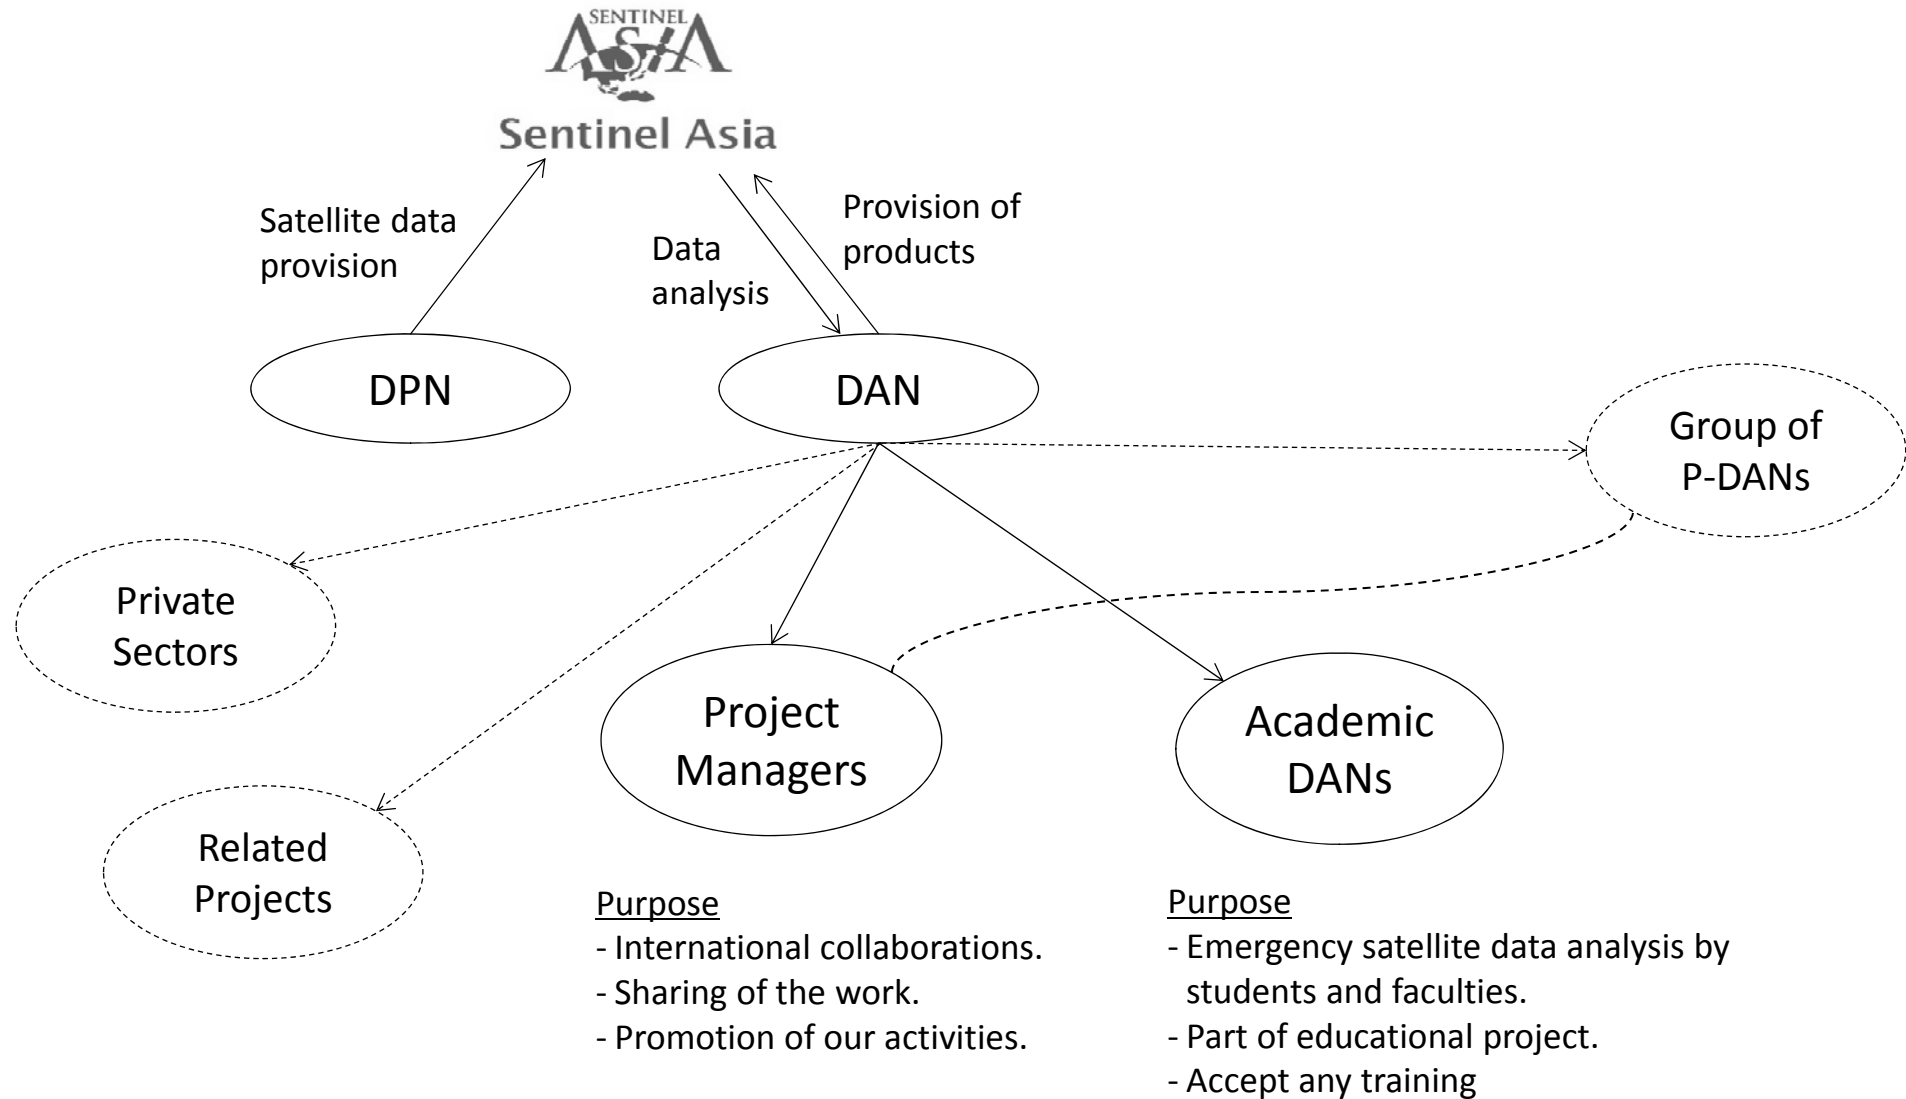 SENTINEL
ASIA
Sentinel Asia
Satellite data
provision
Data
analysis
Provision of
products
DPN
DAN
Group of
P-DANs
Private
Sectors
Project
Managers
Academic
DANs
Related
Projects
Purpose
- International collaborations.
- Sharing of the work.
- Promotion of our activities.
Purpose
- Emergency satellite data analysis by
students and faculties.
- Part of educational project.
- Accept any training